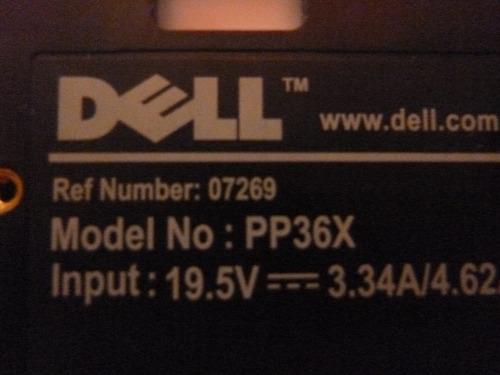 DELL™
www.dell.com
Ref Number: 07269
Model No : PP36X
Input : 19.5V ⎓ 3.34A/4.62